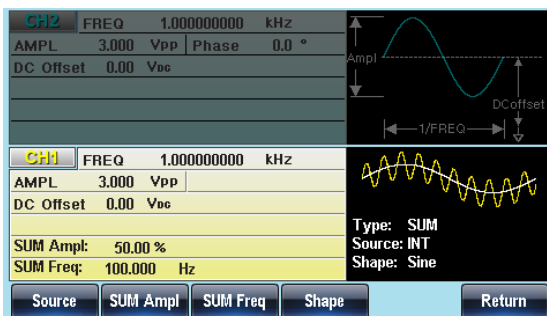 CH2 FREQ 1.000000000 kHz
AMPL 3.000 Vpp Phase 0.0 °
DC Offset 0.00 VDC
Ampl
DCoffset
1/FREQ
CH1 FREQ 1.000000000 kHz
AMPL 3.000 Vpp
DC Offset 0.00 VDC
SUM Ampl: 50.00 %
SUM Freq: 100.000 Hz
Type: SUM
Source: INT
Shape: Sine
Source SUM Ampl SUM Freq Shape Return